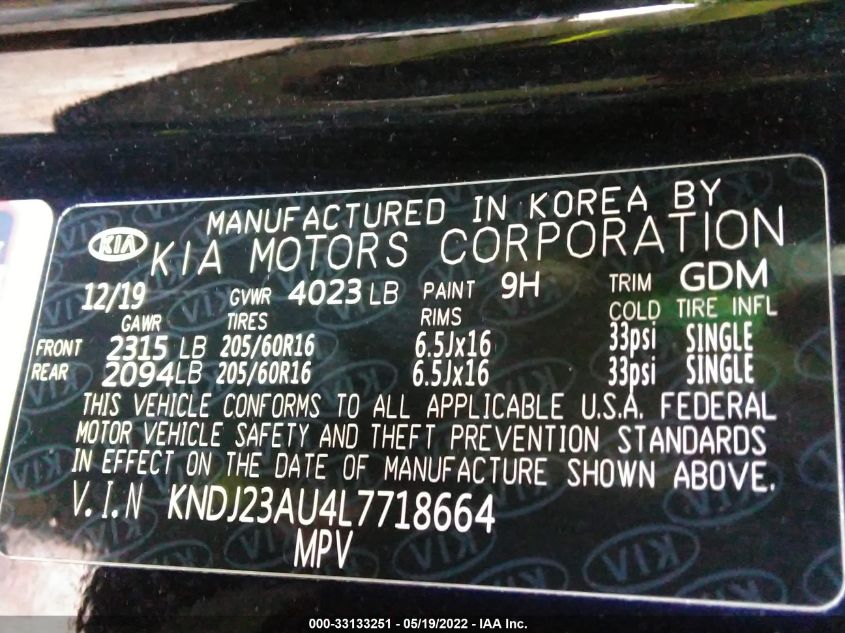 MANUFACTURED IN KOREA BY
KIA KIA MOTORS CORPORATION
12/19 GVWR 4023 LB PAINT 9H TRIM GDM
GAWR TIRES RIMS COLD TIRE INFL
FRONT 2315 LB 205/60R16 6.5Jx16 33psi SINGLE
REAR 2094LB 205/60R16 6.5Jx16 33psi SINGLE
THIS VEHICLE CONFORMS TO ALL APPLICABLE U.S.A. FEDERAL
MOTOR VEHICLE SAFETY AND THEFT PREVENTION STANDARDS
IN EFFECT ON THE DATE OF MANUFACTURE SHOWN ABOVE.
V.I.N KNDJ23AU4L7718664
MPV
000-33133251 - 05/19/2022 - IAA Inc.